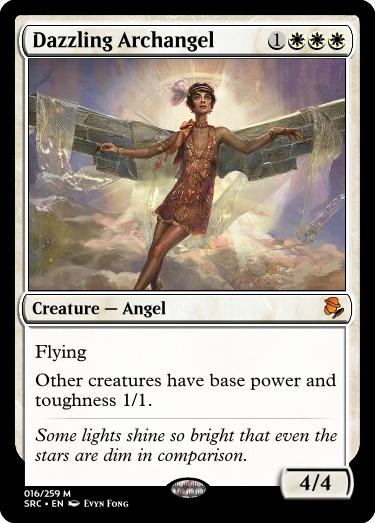 Dazzling Archangel 1
Creature — Angel
Flying
Other creatures have base power and
toughness 1/1.
Some lights shine so bright that even the
stars are dim in comparison.
4/4
016/259 M
SRC • EN Evyn Fong